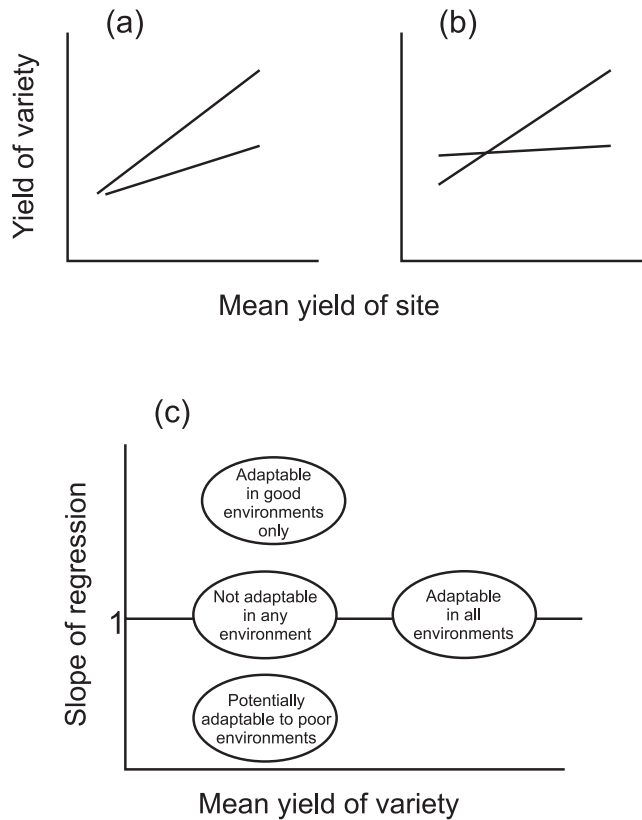 (a)
(b)
Yield of variety
Mean yield of site
(c)
Slope of regression
1
Adaptable
in good
environments
only
Not adaptable
in any
environment
Adaptable
in all
environments
Potentially
adaptable to poor
environments
Mean yield of variety